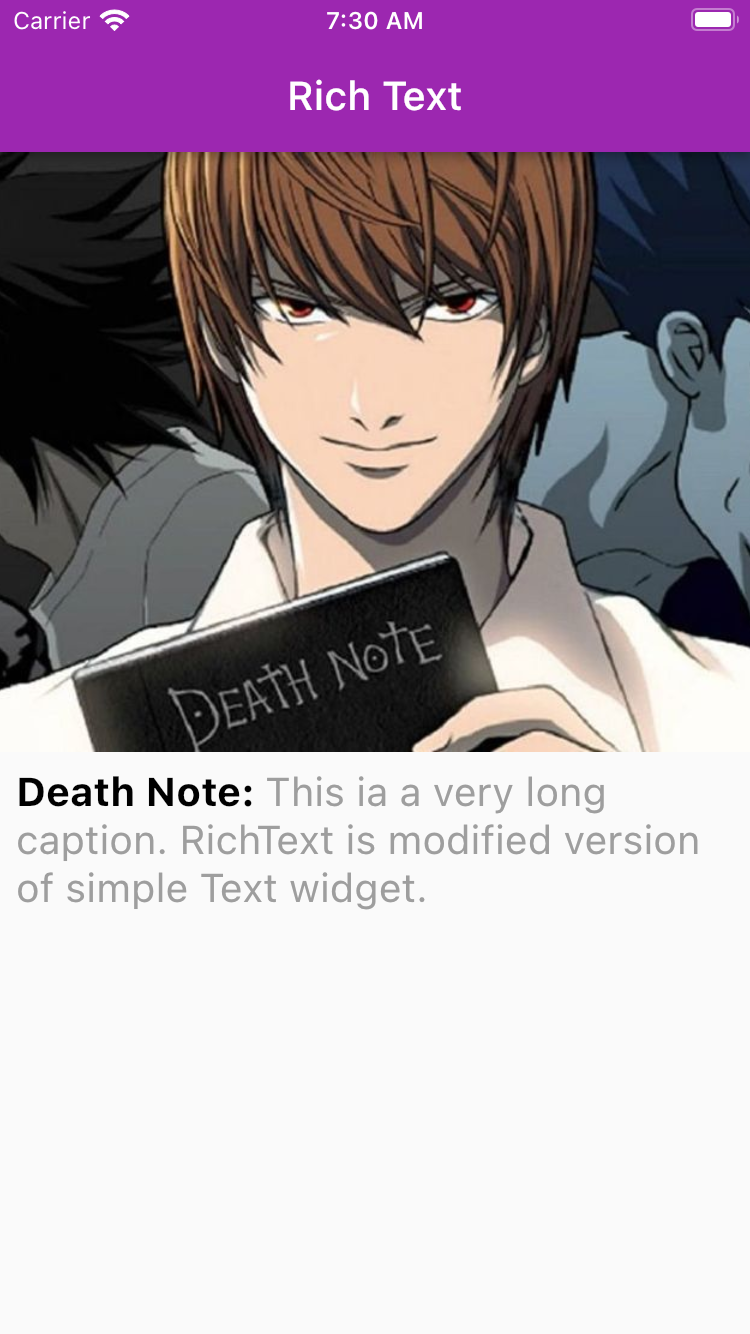 Carrier 7:30 AM
Rich Text
DEATH NOTE
Death Note: This ia a very long
caption. RichText is modified version
of simple Text widget.